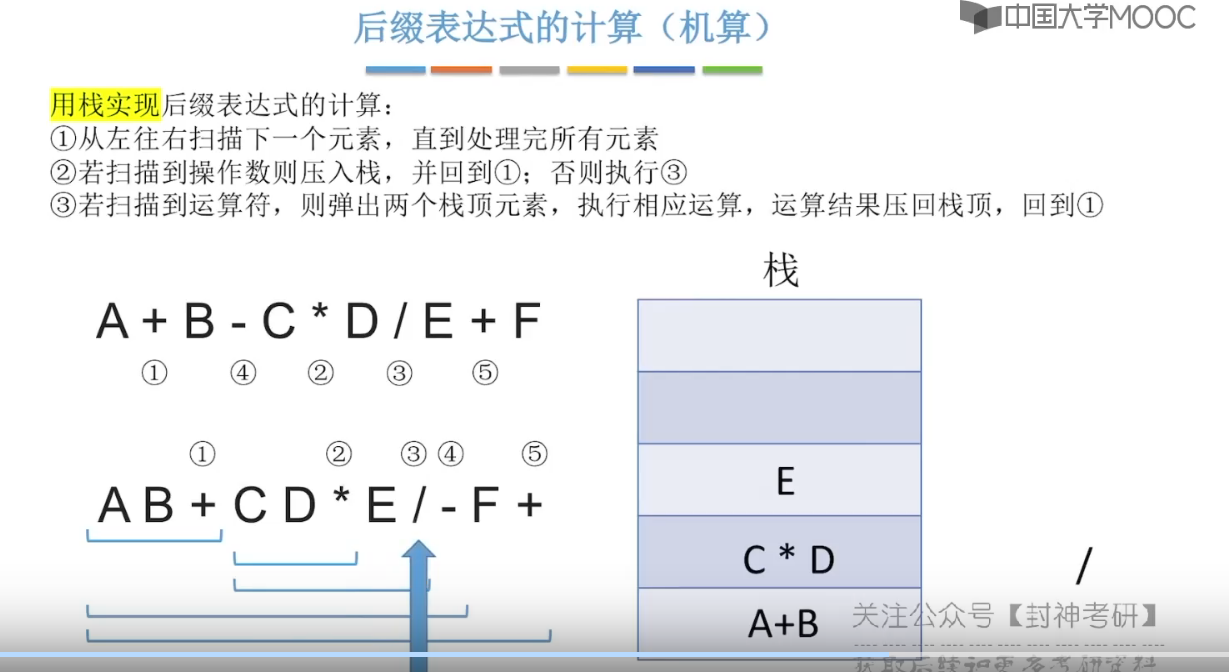 后缀表达式的计算（机算）
中国大学MOOC
用栈实现后缀表达式的计算：
①从左往右扫描下一个元素，直到处理完所有元素
②若扫描到操作数则压入栈，并回到①；否则执行③
③若扫描到运算符，则弹出两个栈顶元素，执行相应运算，运算结果压回栈顶，回到①
栈
A + B - C * D / E + F
① ④ ② ③ ⑤
① ② ③ ④ ⑤
A B + C D * E / - F +
E
C * D
/
A+B
关注公众号【封神考研】